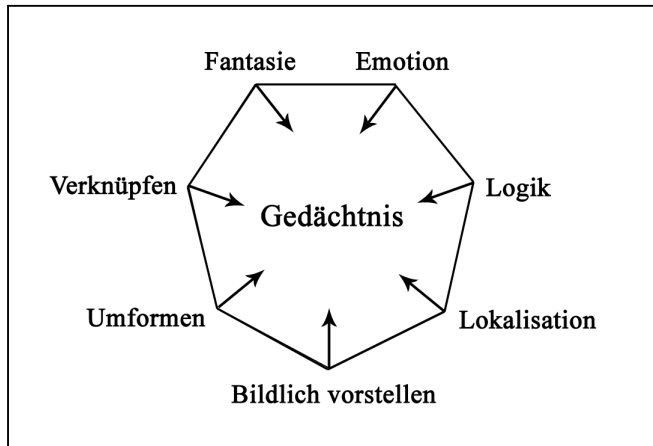 Fantasie
Emotion
Verknüpfen
Logik
Gedächtnis
Umformen
Lokalisation
Bildlich vorstellen